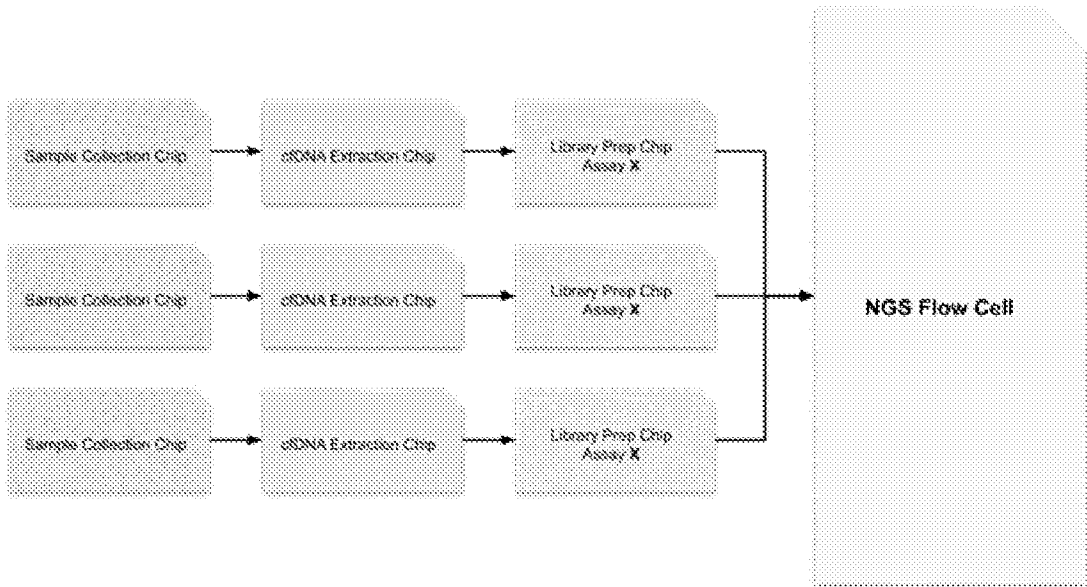 Sample Collection Chip
cfDNA Extraction Chip
Library Prep Chip
Assay X
Sample Collection Chip
cfDNA Extraction Chip
Library Prep Chip
Assay X
NGS Flow Cell
Sample Collection Chip
cfDNA Extraction Chip
Library Prep Chip
Assay X